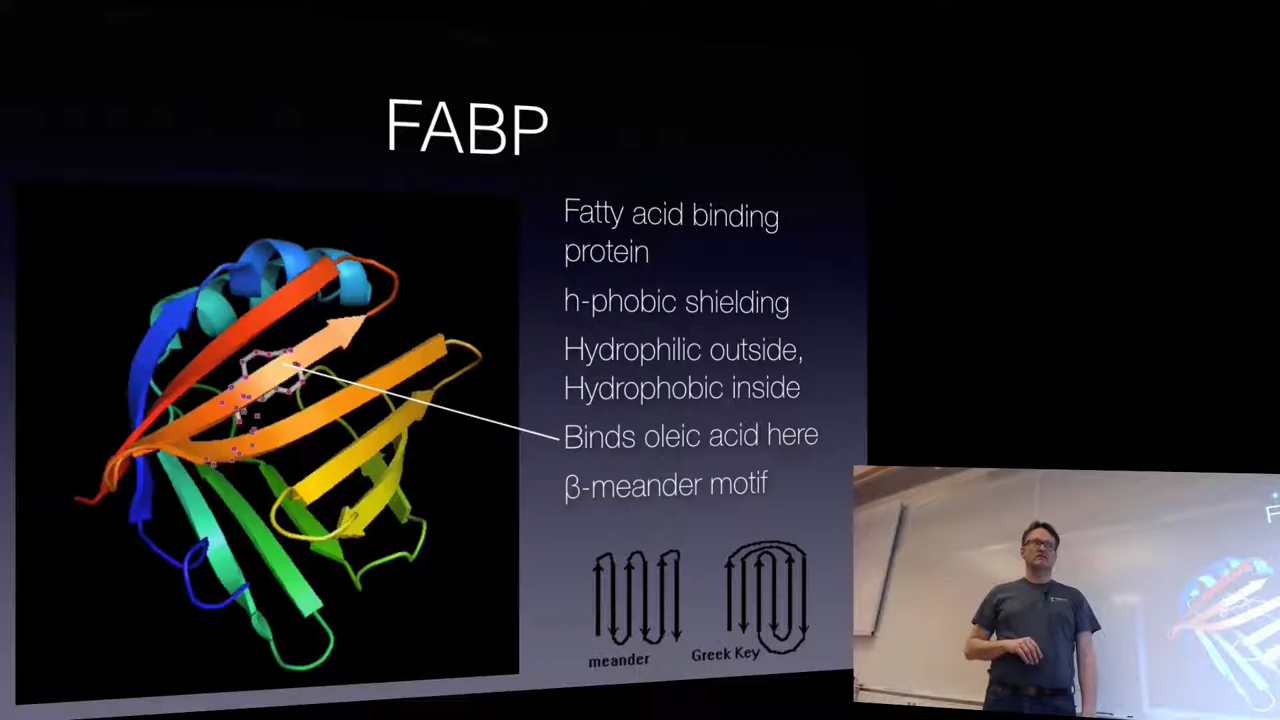 FABP
Fatty acid binding
protein
h-phobic shielding
Hydrophilic outside,
Hydrophobic inside
Binds oleic acid here
β-meander motif
meander
Greek Key